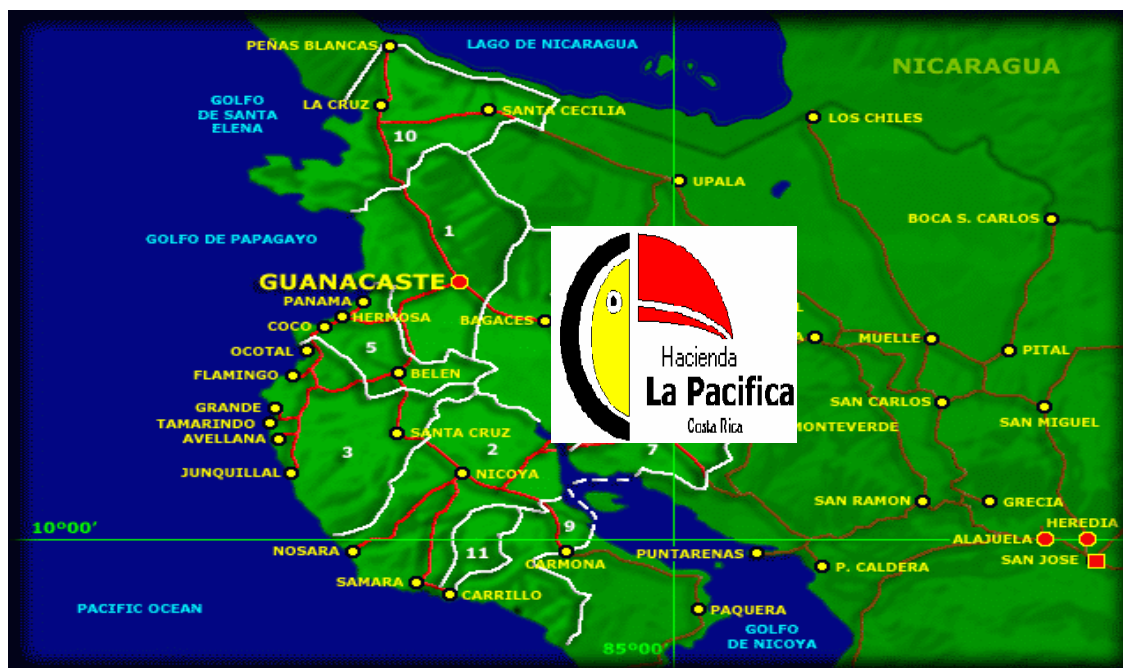 PEÑAS BLANCAS
LAGO DE NICARAGUA
NICARAGUA
GOLFO
DE SANTA
ELENA
LA CRUZ
SANTA CECILIA
LOS CHILES
10
UPALA
BOCA S. CARLOS
GOLFO DE PAPAGAYO
1
GUANACASTE
PANAMA
HERMOSA
COCO
BAGACES
L
A
MUELLE
PITAL
OCOTAL
5
BELEN
FLAMINGO
Hacienda
La Pacifica
Costa Rica
GRANDE
TAMARINDO
AVELLANA
SAN CARLOS
SAN MIGUEL
MONTEVERDE
SANTA CRUZ
3
2
7
JUNQUILLAL
NICOYA
SAN RAMON
GRECIA
10º00'
9
HEREDIA
ALAJUELA
NOSARA
11
CARMONA
PUNTARENAS
SAN JOSE
P. CALDERA
SAMARA
CARRILLO
PACIFIC OCEAN
PAQUERA
GOLFO
DE NICOYA
85º00'